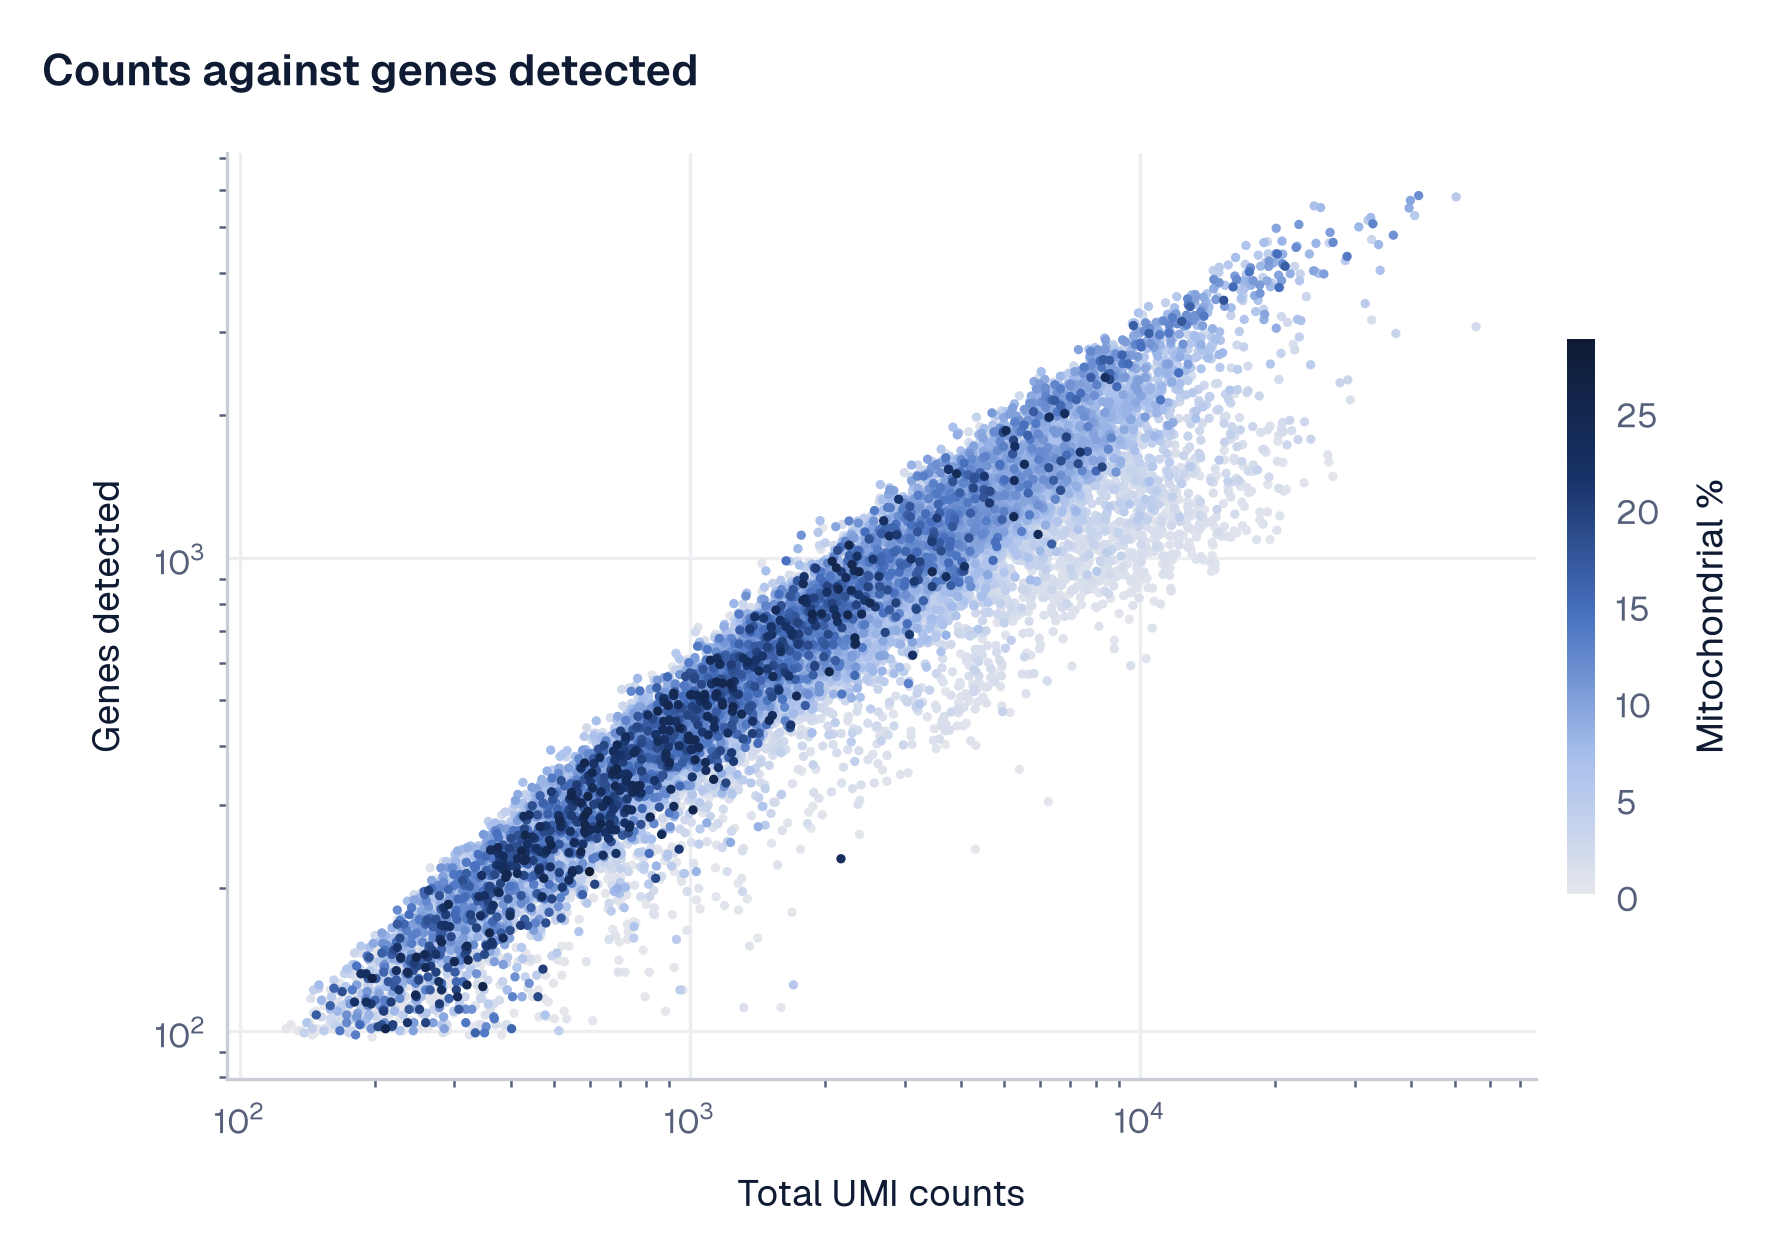 Counts against genes detected
Genes detected
10³
10²
10²
10³
10⁴
Total UMI counts
25
20
15
10
5
0
Mitochondrial %